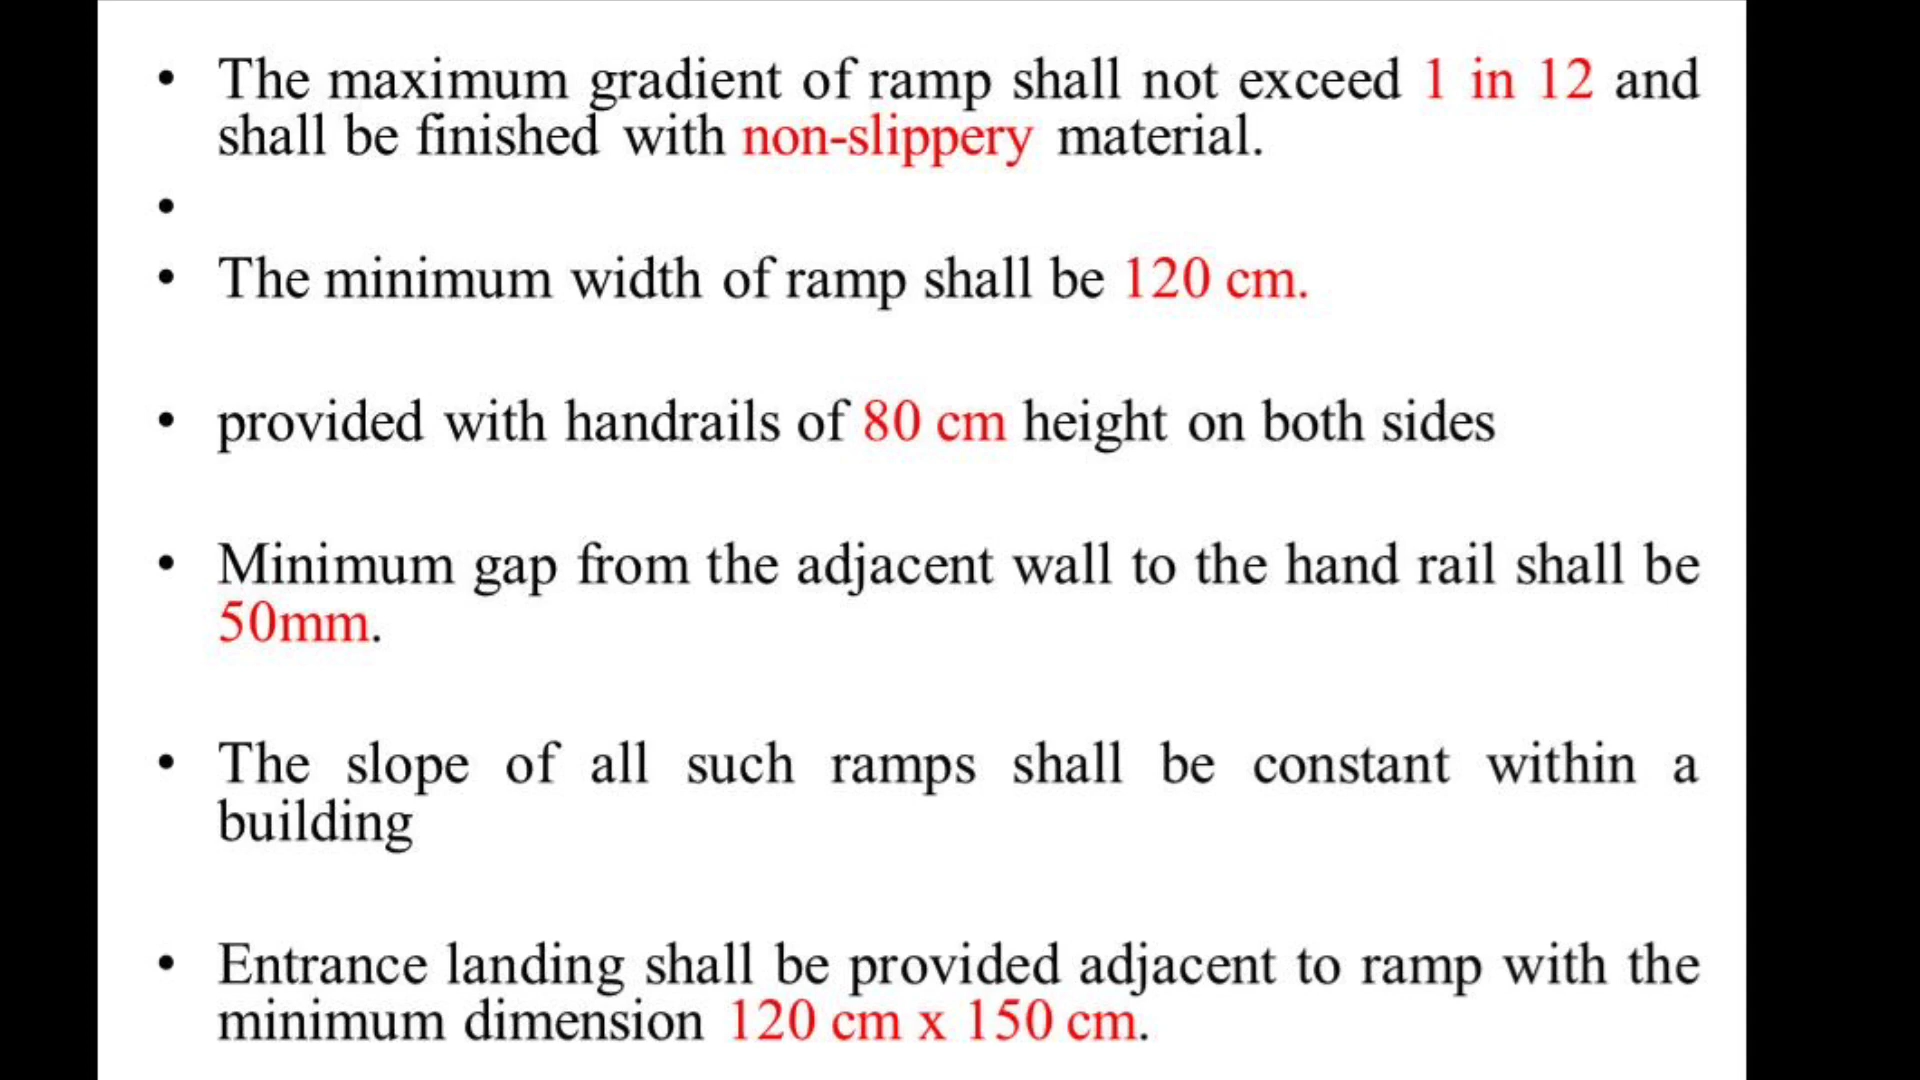 • The maximum gradient of ramp shall not exceed 1 in 12 and
shall be finished with non-slippery material.
•
• The minimum width of ramp shall be 120 cm.
• provided with handrails of 80 cm height on both sides
• Minimum gap from the adjacent wall to the hand rail shall be
50mm.
• The slope of all such ramps shall be constant within a
building
• Entrance landing shall be provided adjacent to ramp with the
minimum dimension 120 cm x 150 cm.